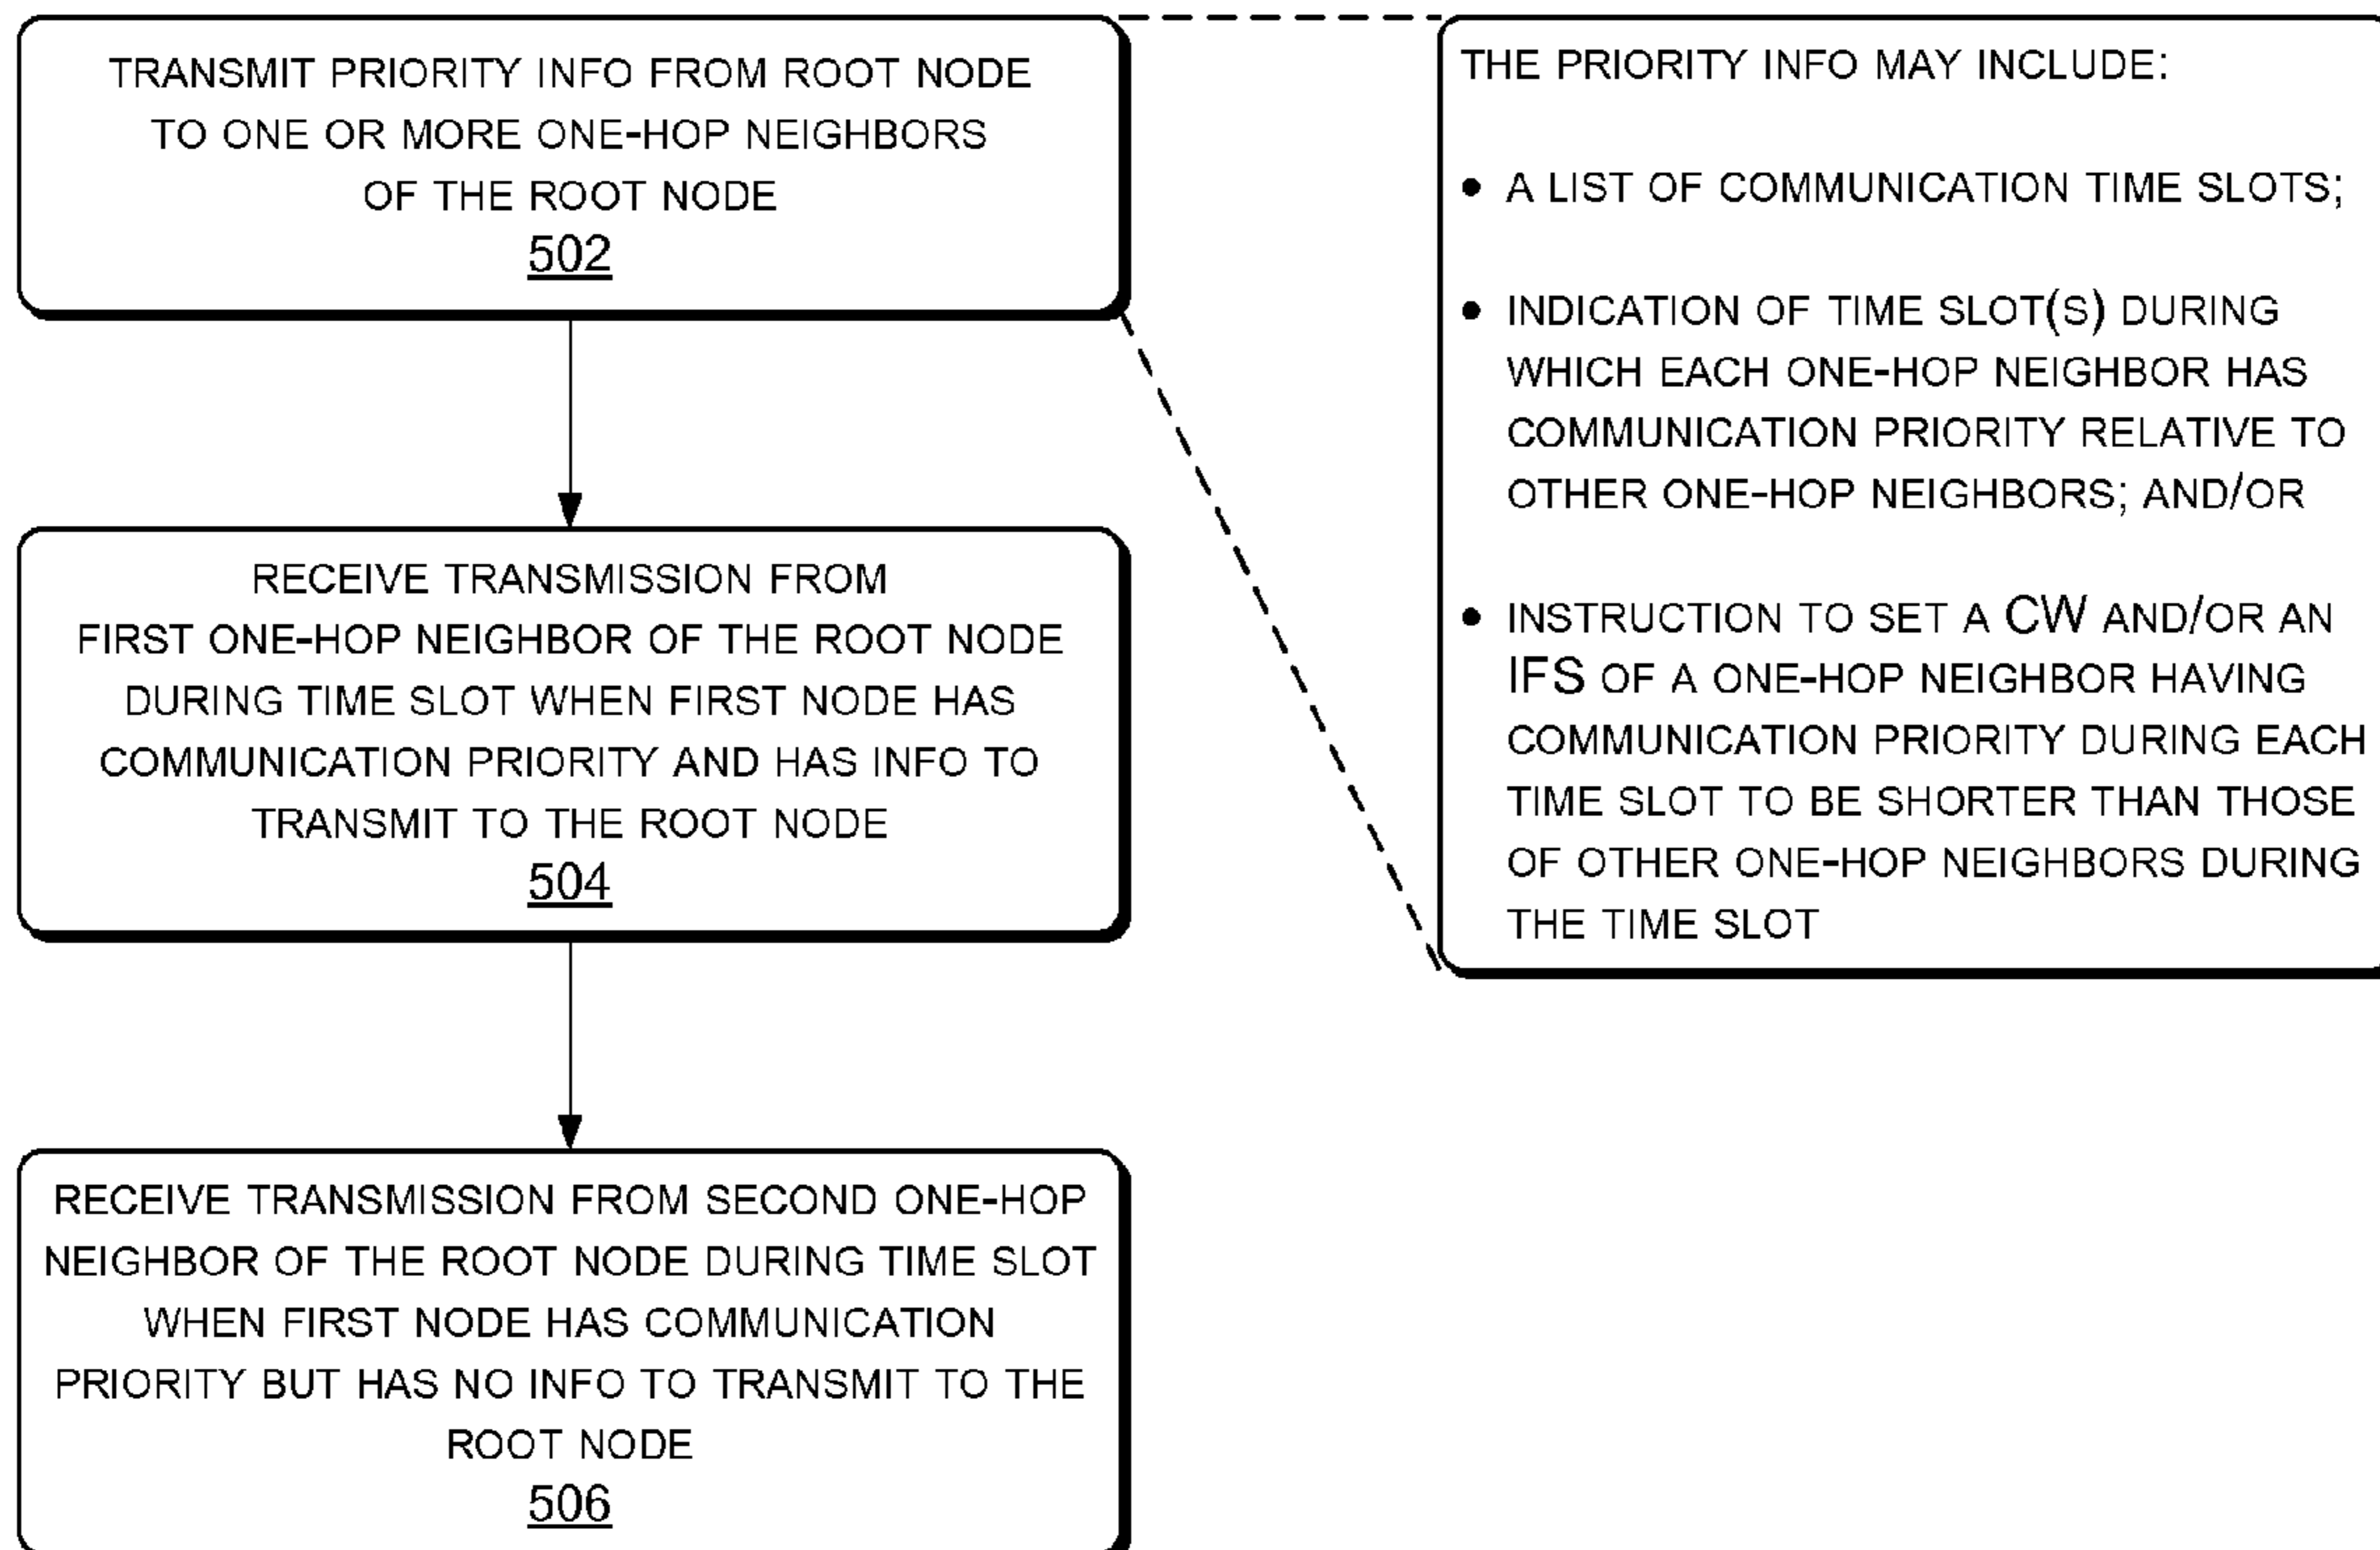 TRANSMIT PRIORITY INFO FROM ROOT NODE
TO ONE OR MORE ONE-HOP NEIGHBORS
OF THE ROOT NODE
502
THE PRIORITY INFO MAY INCLUDE:
• A LIST OF COMMUNICATION TIME SLOTS;
• INDICATION OF TIME SLOT(S) DURING
WHICH EACH ONE-HOP NEIGHBOR HAS
COMMUNICATION PRIORITY RELATIVE TO
OTHER ONE-HOP NEIGHBORS; AND/OR
• INSTRUCTION TO SET A CW AND/OR AN
IFS OF A ONE-HOP NEIGHBOR HAVING
COMMUNICATION PRIORITY DURING EACH
TIME SLOT TO BE SHORTER THAN THOSE
OF OTHER ONE-HOP NEIGHBORS DURING
THE TIME SLOT
RECEIVE TRANSMISSION FROM
FIRST ONE-HOP NEIGHBOR OF THE ROOT NODE
DURING TIME SLOT WHEN FIRST NODE HAS
COMMUNICATION PRIORITY AND HAS INFO TO
TRANSMIT TO THE ROOT NODE
504
RECEIVE TRANSMISSION FROM SECOND ONE-HOP
NEIGHBOR OF THE ROOT NODE DURING TIME SLOT
WHEN FIRST NODE HAS COMMUNICATION
PRIORITY BUT HAS NO INFO TO TRANSMIT TO THE
ROOT NODE
506